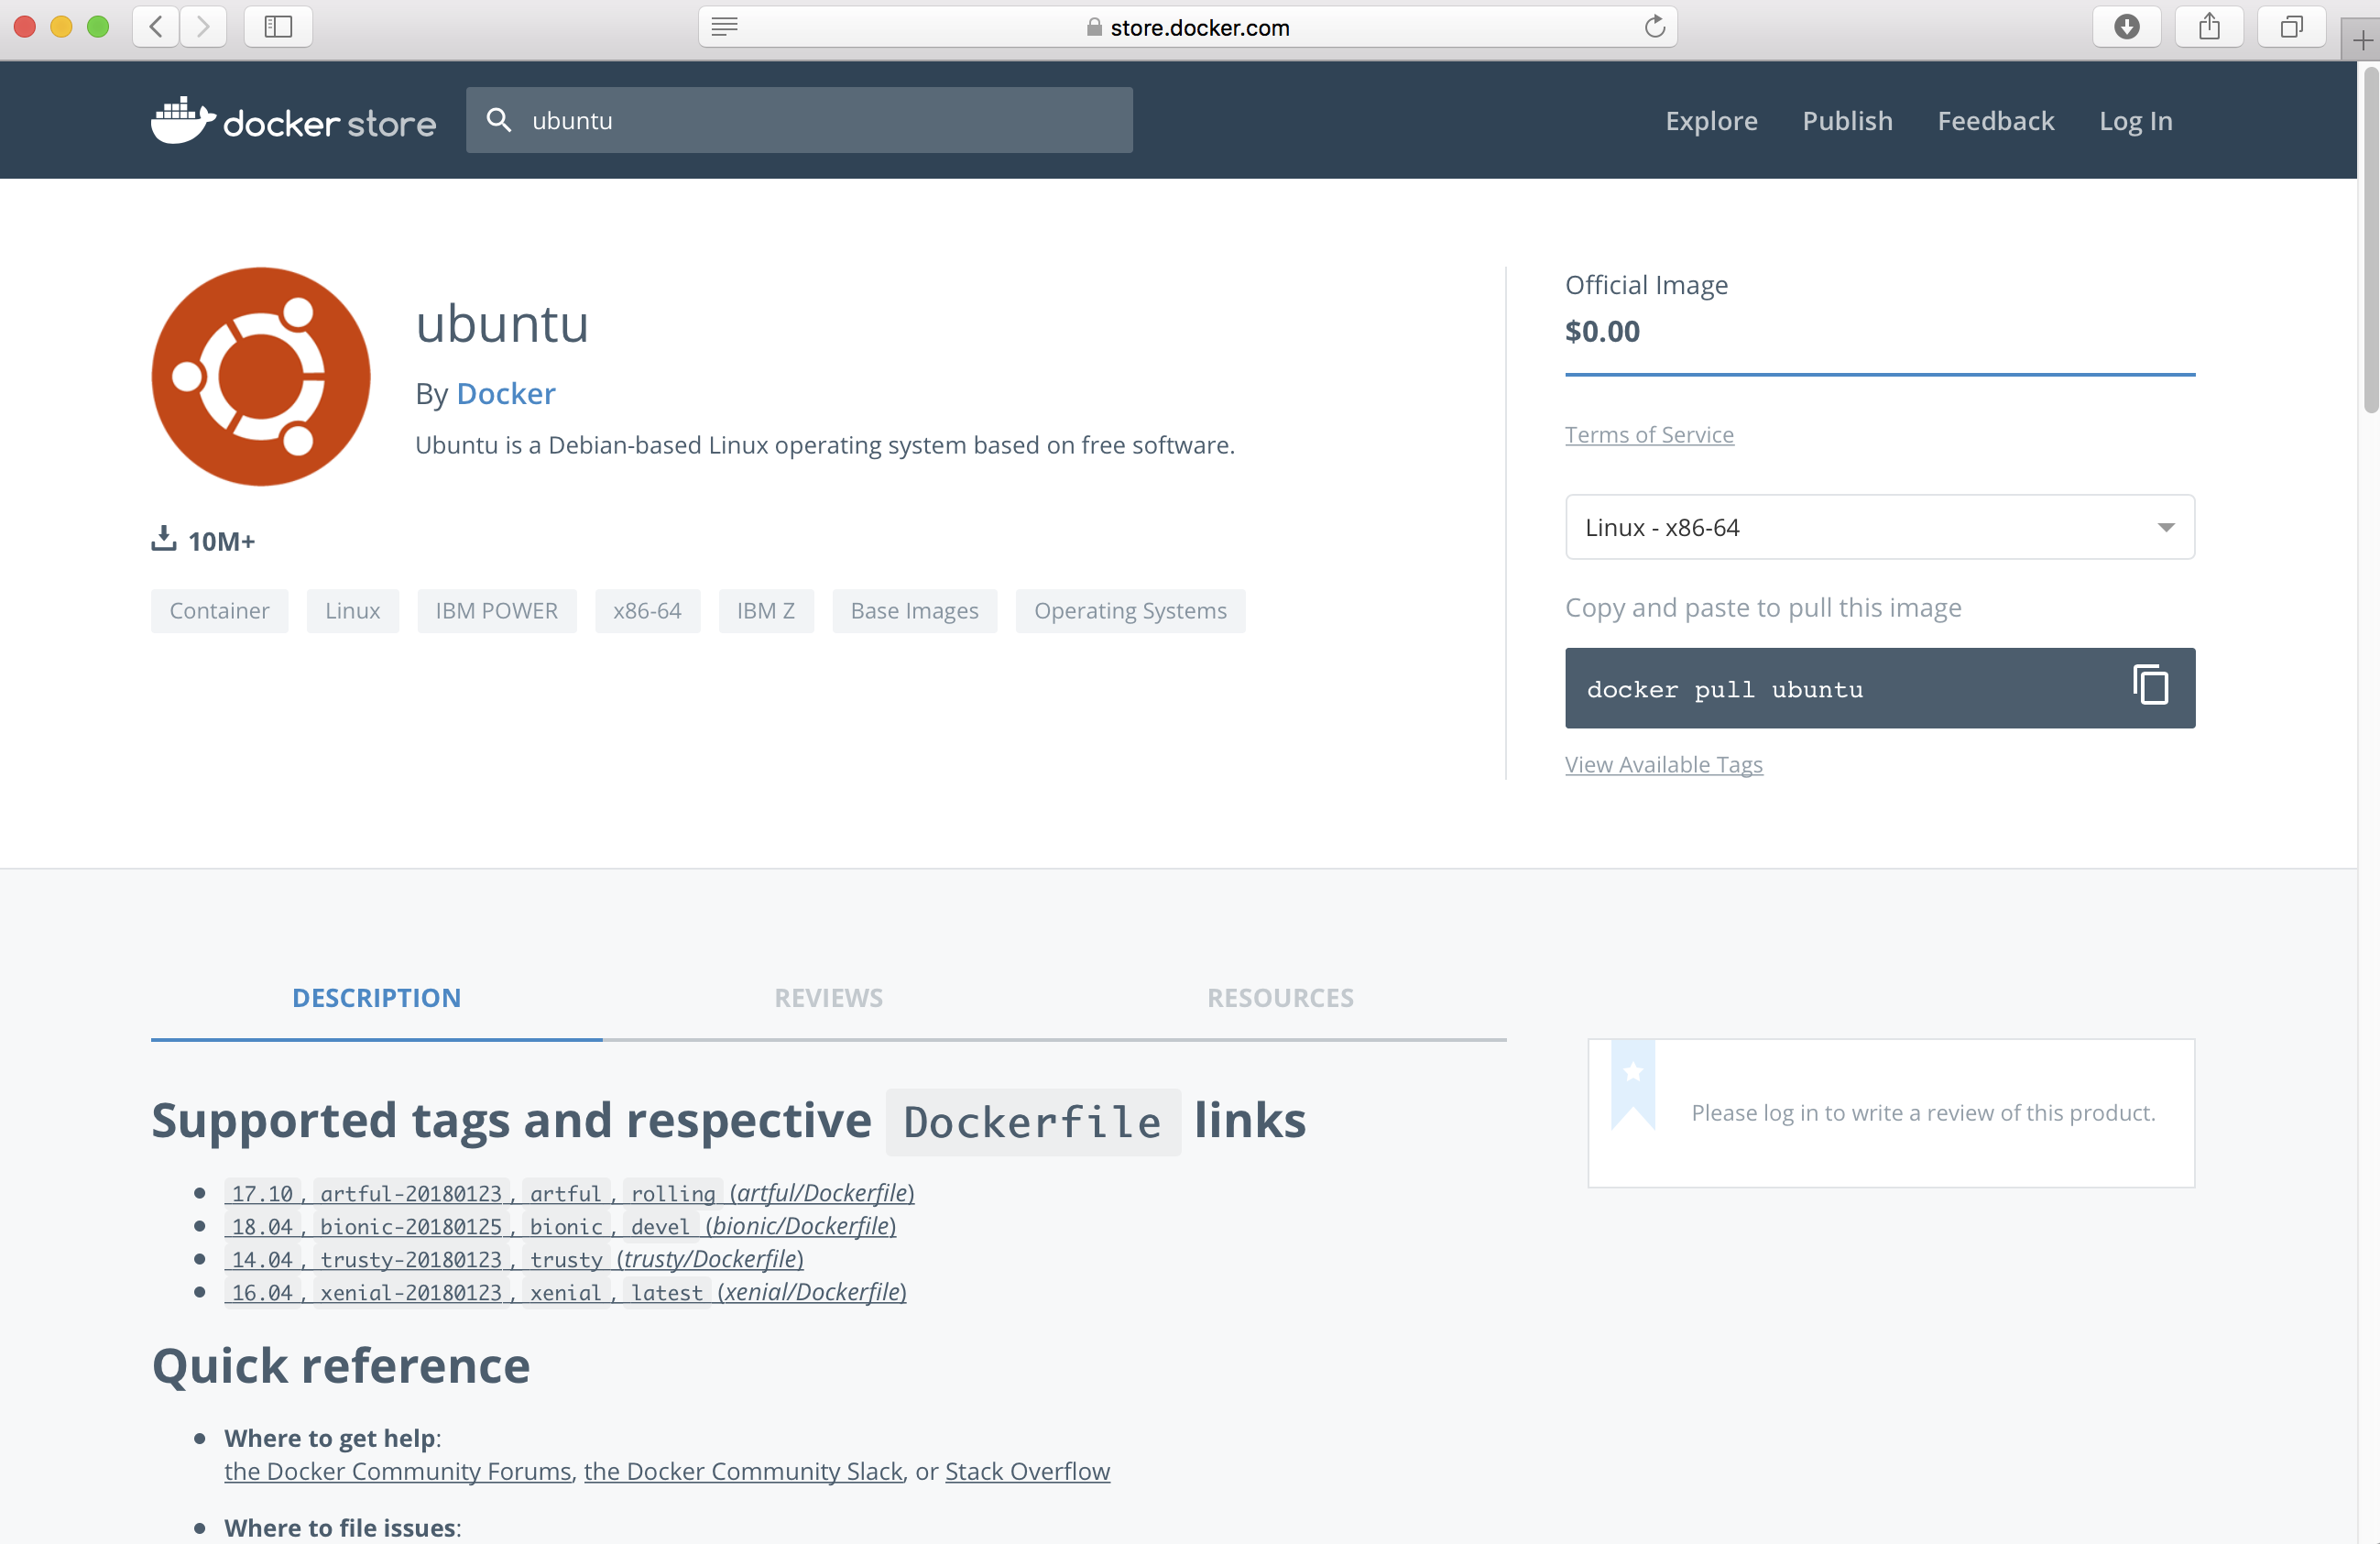 store.docker.com
docker store
ubuntu
Explore Publish Feedback Log In
ubuntu
By Docker
Ubuntu is a Debian-based Linux operating system based on free software.
10M+
Container Linux IBM POWER x86-64 IBM Z Base Images Operating Systems
Official Image
$0.00
Terms of Service
Linux - x86-64
Copy and paste to pull this image
docker pull ubuntu
View Available Tags
DESCRIPTION REVIEWS RESOURCES
Supported tags and respective Dockerfile links
17.10, artful-20180123, artful, rolling (artful/Dockerfile)
18.04, bionic-20180125, bionic, devel (bionic/Dockerfile)
14.04, trusty-20180123, trusty (trusty/Dockerfile)
16.04, xenial-20180123, xenial, latest (xenial/Dockerfile)
Quick reference
Where to get help:
the Docker Community Forums, the Docker Community Slack, or Stack Overflow
Where to file issues:
Please log in to write a review of this product.